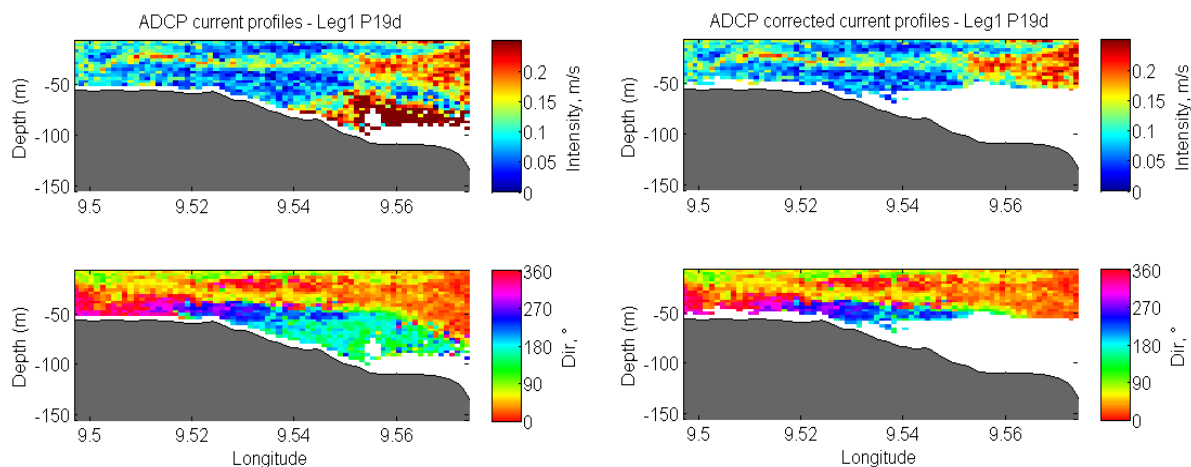 ADCP current profiles - Leg1 P19d
Depth (m)
-50
-100
-150
9.5 9.52 9.54 9.56
0.2
0.15
0.1
0.05
0
Intensity, m/s
ADCP corrected current profiles - Leg1 P19d
Depth (m)
-50
-100
-150
9.5 9.52 9.54 9.56
0.2
0.15
0.1
0.05
0
Intensity, m/s
Depth (m)
-50
-100
-150
9.5 9.52 9.54 9.56
Longitude
360
270
180
90
0
Dir, °
Depth (m)
-50
-100
-150
9.5 9.52 9.54 9.56
Longitude
360
270
180
90
0
Dir, °